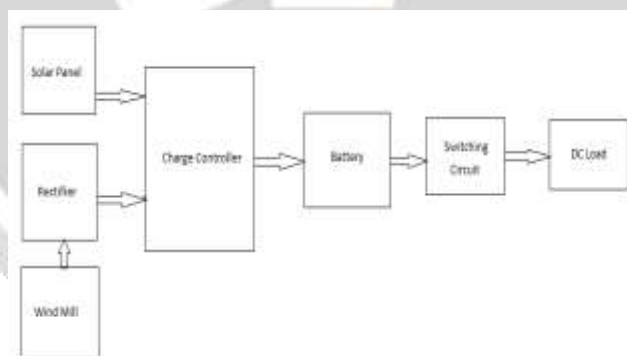 Solar Panel
Rectifier
Wind Mill
Charge Controller
Battery
Switching
Circuit
DC Load